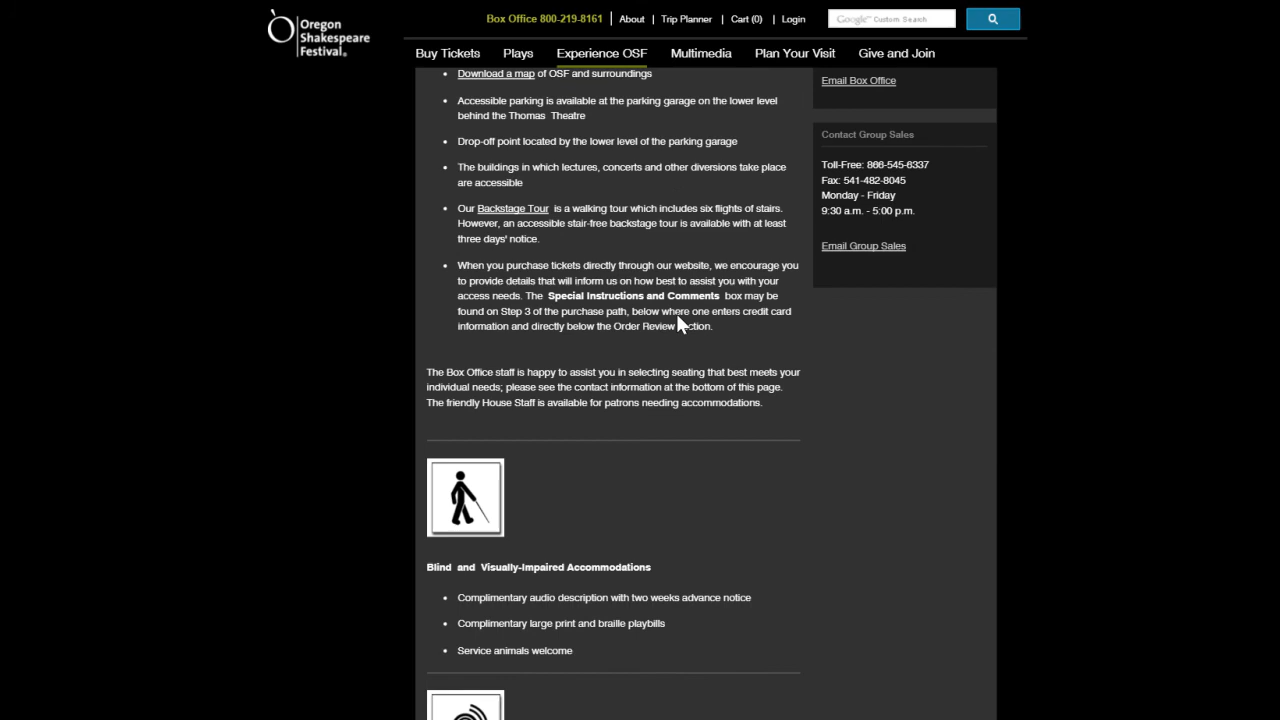 Oregon
Shakespeare
Festival.
Box Office 800-219-8161 | About | Trip Planner | Cart (0) | Login
Google™ Custom Search
Buy Tickets Plays Experience OSF Multimedia Plan Your Visit Give and Join
• Download a map of OSF and surroundings
• Accessible parking is available at the parking garage on the lower level
behind the Thomas Theatre
• Drop-off point located by the lower level of the parking garage
• The buildings in which lectures, concerts and other diversions take place
are accessible
• Our Backstage Tour is a walking tour which includes six flights of stairs.
However, an accessible stair-free backstage tour is available with at least
three days' notice.
• When you purchase tickets directly through our website, we encourage you
to provide details that will inform us on how best to assist you with your
access needs. The Special Instructions and Comments box may be
found on Step 3 of the purchase path, below where one enters credit card
information and directly below the Order Review
The Box Office staff is happy to assist you in selecting seating that best meets your
individual needs; please see the contact information at the bottom of this page.
The friendly House Staff is available for patrons needing accommodations.
Blind and Visually-Impaired Accommodations
• Complimentary audio description with two weeks advance notice
• Complimentary large print and braille playbills
• Service animals welcome
Email Box Office
Contact Group Sales
Toll-Free: 866-545-6337
Fax: 541-482-8045
Monday - Friday
9:30 a.m. - 5:00 p.m.
Email Group Sales